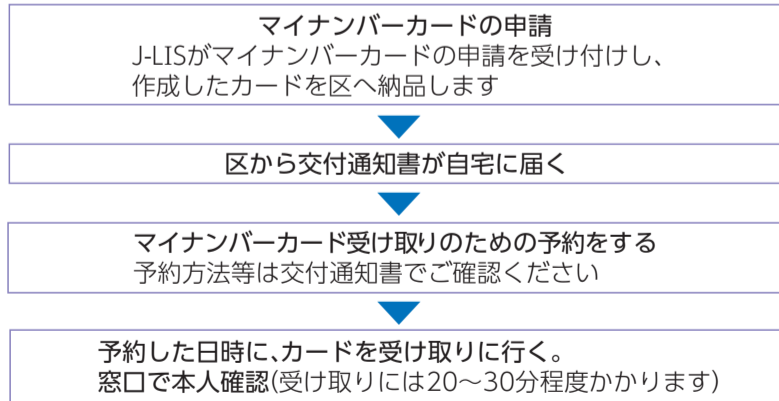 マイナンバーカードの申請
J-LISがマイナンバーカードの申請を受け付けし、
作成したカードを区へ納品します
区から交付通知書が自宅に届く
マイナンバーカード受け取りのための予約をする
予約方法等は交付通知書でご確認ください
予約した日時に、カードを受け取りに行く。
窓口で本人確認(受け取りには20〜30分程度かかります)